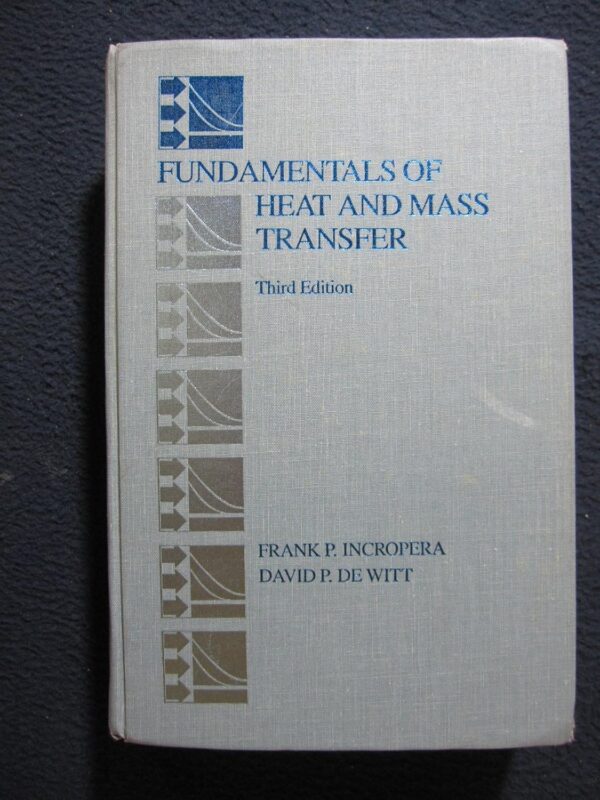 FUNDAMENTALS OF
HEAT AND MASS
TRANSFER
Third Edition
FRANK P. INCROPERA
DAVID P. DE WITT